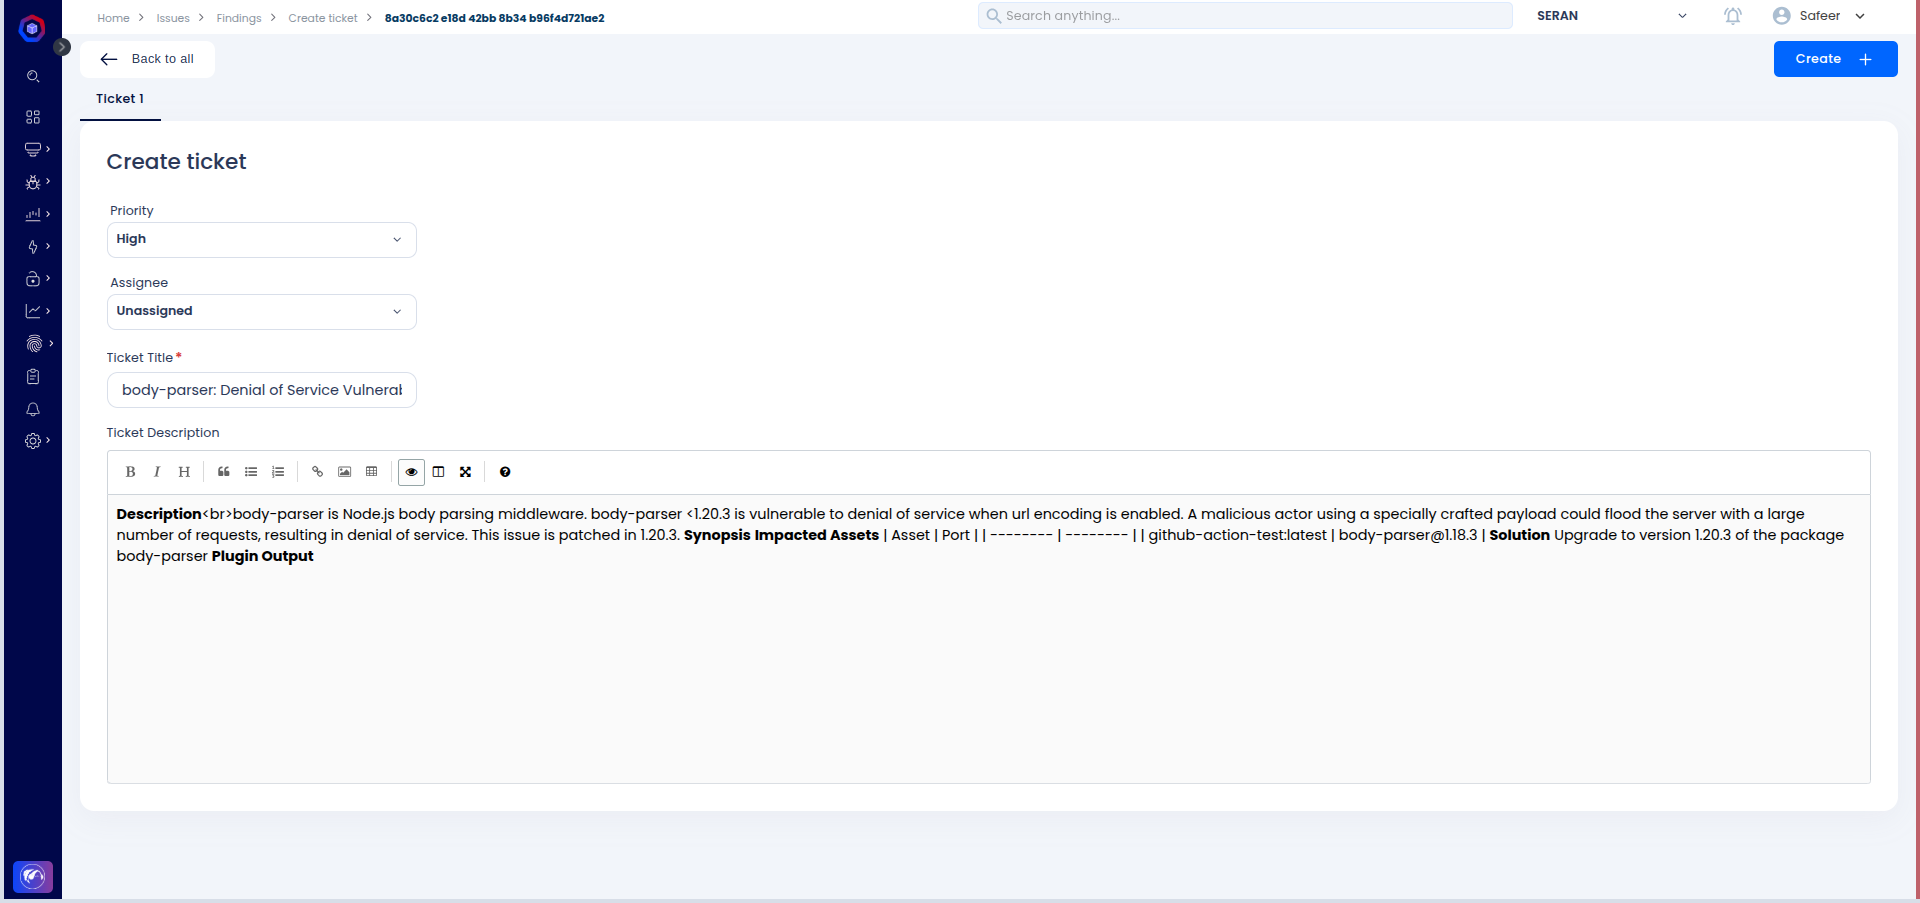 Home > Issues > Findings > Create ticket > 8a30c6c2 e18d 42bb 8b34 b96f4d721ae2
Search anything...
SERAN
Safeer
Back to all
Create +
Ticket 1
Create ticket
Priority
High
Assignee
Unassigned
Ticket Title *
body-parser: Denial of Service Vulnerab
Ticket Description
B I H
Description<br>body-parser is Node.js body parsing middleware. body-parser <1.20.3 is vulnerable to denial of service when url encoding is enabled. A malicious actor using a specially crafted payload could flood the server with a large
number of requests, resulting in denial of service. This issue is patched in 1.20.3. Synopsis Impacted Assets | Asset | Port | | -------- | -------- | | github-action-test:latest | body-parser@1.18.3 | Solution Upgrade to version 1.20.3 of the package
body-parser Plugin Output